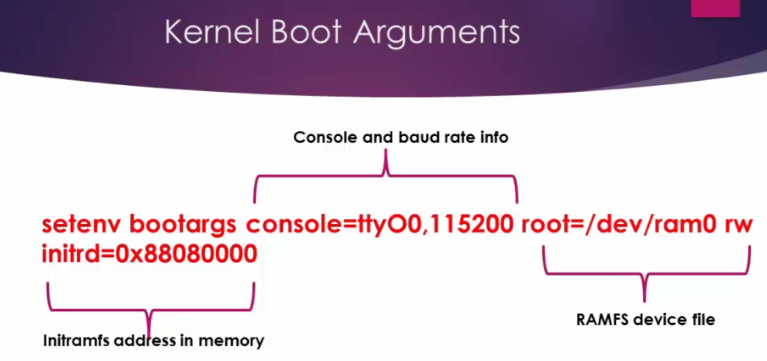 Kernel Boot Arguments
Console and baud rate info
setenv bootargs console=ttyO0,115200 root=/dev/ram0 rw
initrd=0x88080000
RAMFS device file
Initramfs address in memory